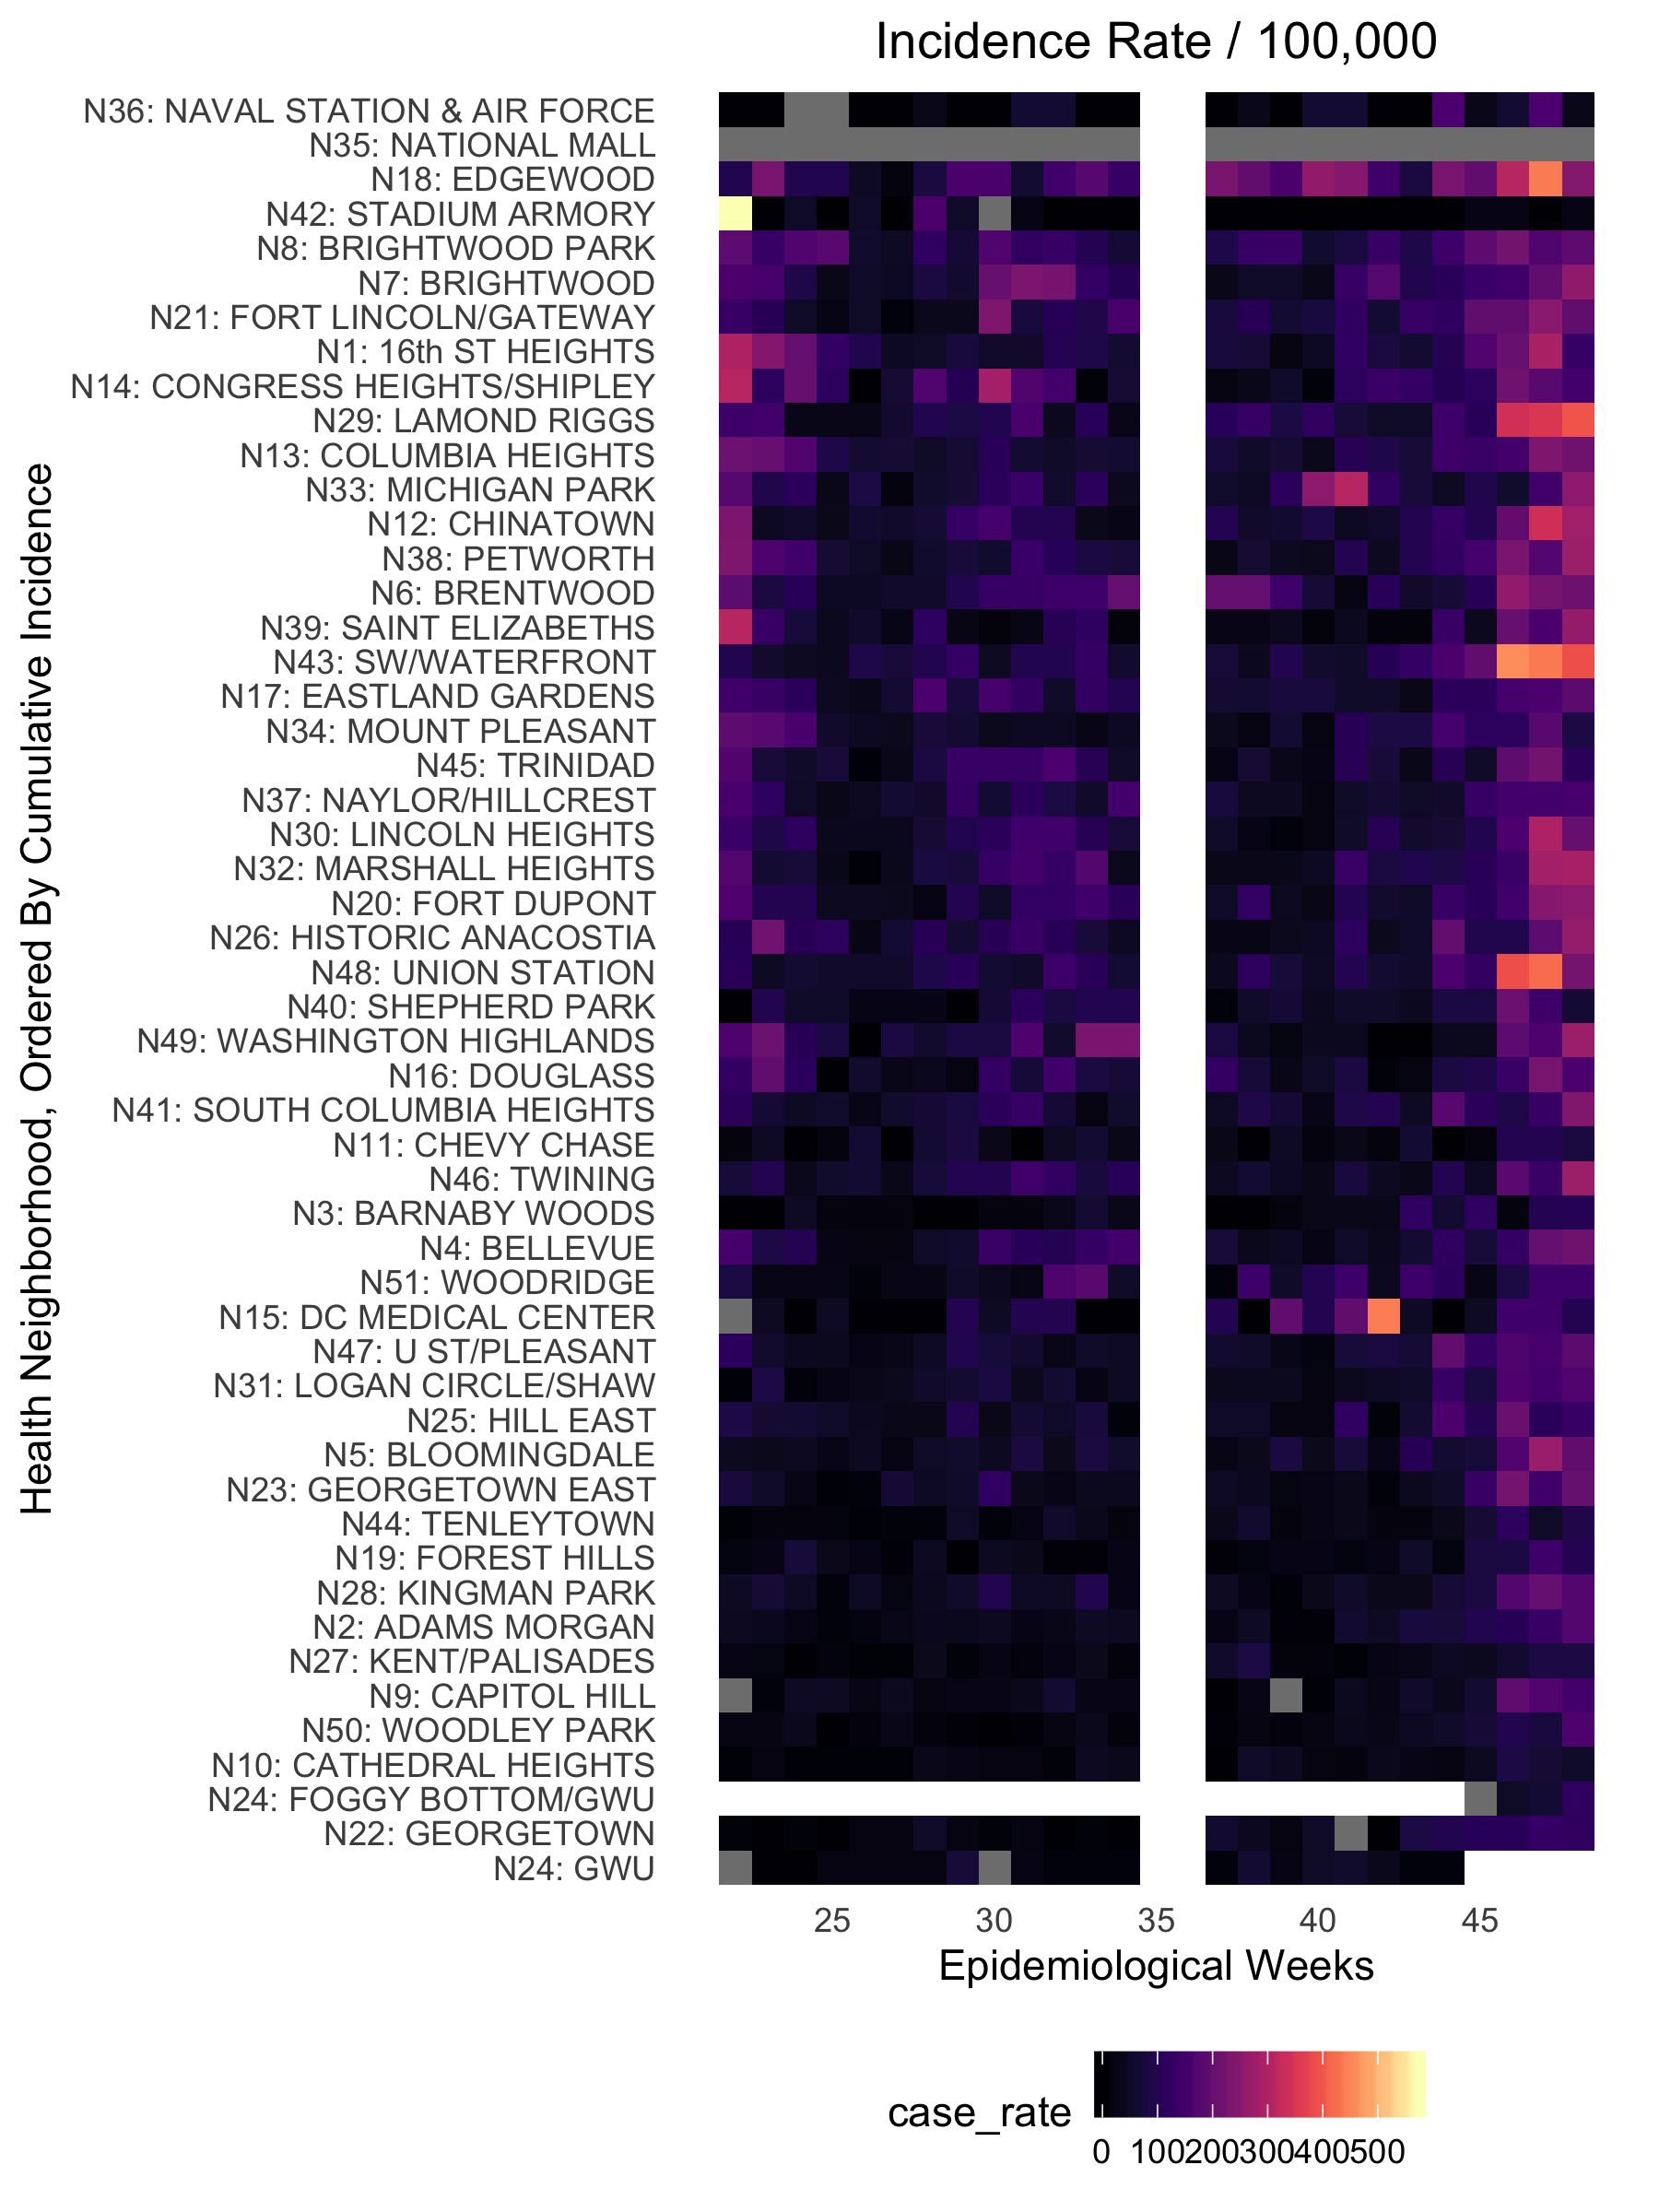 Incidence Rate / 100,000
Health Neighborhood, Ordered By Cumulative Incidence
N36: NAVAL STATION & AIR FORCE
N35: NATIONAL MALL
N18: EDGEWOOD
N42: STADIUM ARMORY
N8: BRIGHTWOOD PARK
N7: BRIGHTWOOD
N21: FORT LINCOLN/GATEWAY
N1: 16th ST HEIGHTS
N14: CONGRESS HEIGHTS/SHIPLEY
N29: LAMOND RIGGS
N13: COLUMBIA HEIGHTS
N33: MICHIGAN PARK
N12: CHINATOWN
N38: PETWORTH
N6: BRENTWOOD
N39: SAINT ELIZABETHS
N43: SW/WATERFRONT
N17: EASTLAND GARDENS
N34: MOUNT PLEASANT
N45: TRINIDAD
N37: NAYLOR/HILLCREST
N30: LINCOLN HEIGHTS
N32: MARSHALL HEIGHTS
N20: FORT DUPONT
N26: HISTORIC ANACOSTIA
N48: UNION STATION
N40: SHEPHERD PARK
N49: WASHINGTON HIGHLANDS
N16: DOUGLASS
N41: SOUTH COLUMBIA HEIGHTS
N11: CHEVY CHASE
N46: TWINING
N3: BARNABY WOODS
N4: BELLEVUE
N51: WOODRIDGE
N15: DC MEDICAL CENTER
N47: U ST/PLEASANT
N31: LOGAN CIRCLE/SHAW
N25: HILL EAST
N5: BLOOMINGDALE
N23: GEORGETOWN EAST
N44: TENLEYTOWN
N19: FOREST HILLS
N28: KINGMAN PARK
N2: ADAMS MORGAN
N27: KENT/PALISADES
N9: CAPITOL HILL
N50: WOODLEY PARK
N10: CATHEDRAL HEIGHTS
N24: FOGGY BOTTOM/GWU
N22: GEORGETOWN
N24: GWU
25 30 35 40 45
Epidemiological Weeks
case_rate
0 100 200 300 400 500